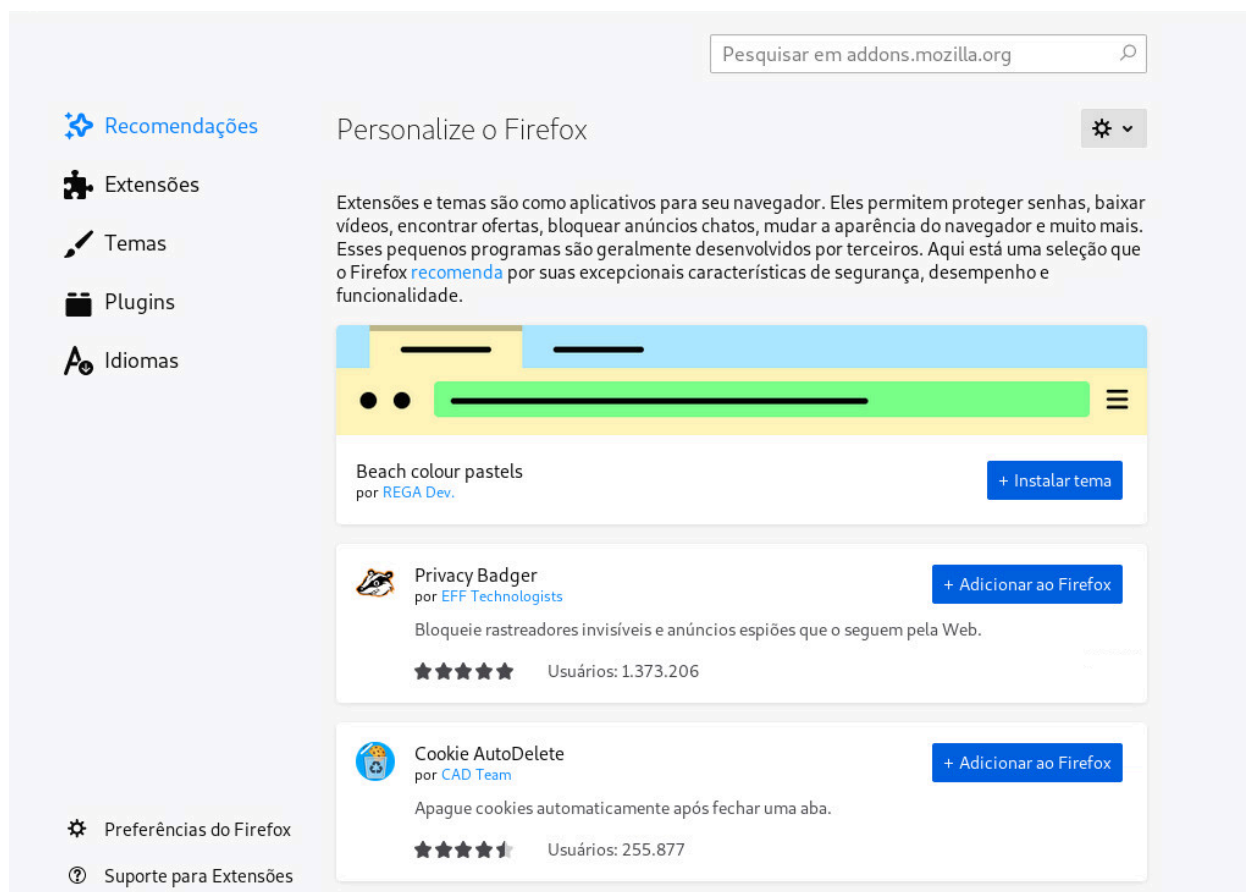 Pesquisar em addons.mozilla.org
Recomendações
Extensões
Temas
Plugins
Idiomas
Preferências do Firefox
Suporte para Extensões
Personalize o Firefox
Extensões e temas são como aplicativos para seu navegador. Eles permitem proteger senhas, baixar
vídeos, encontrar ofertas, bloquear anúncios chatos, mudar a aparência do navegador e muito mais.
Esses pequenos programas são geralmente desenvolvidos por terceiros. Aqui está uma seleção que
o Firefox recomenda por suas excepcionais características de segurança, desempenho e
funcionalidade.
Beach colour pastels
por REGA Dev.
+ Instalar tema
Privacy Badger
por EFF Technologists
+ Adicionar ao Firefox
Bloqueie rastreadores invisíveis e anúncios espiões que o seguem pela Web.
Usuários: 1.373.206
Cookie AutoDelete
por CAD Team
+ Adicionar ao Firefox
Apague cookies automaticamente após fechar uma aba.
Usuários: 255.877